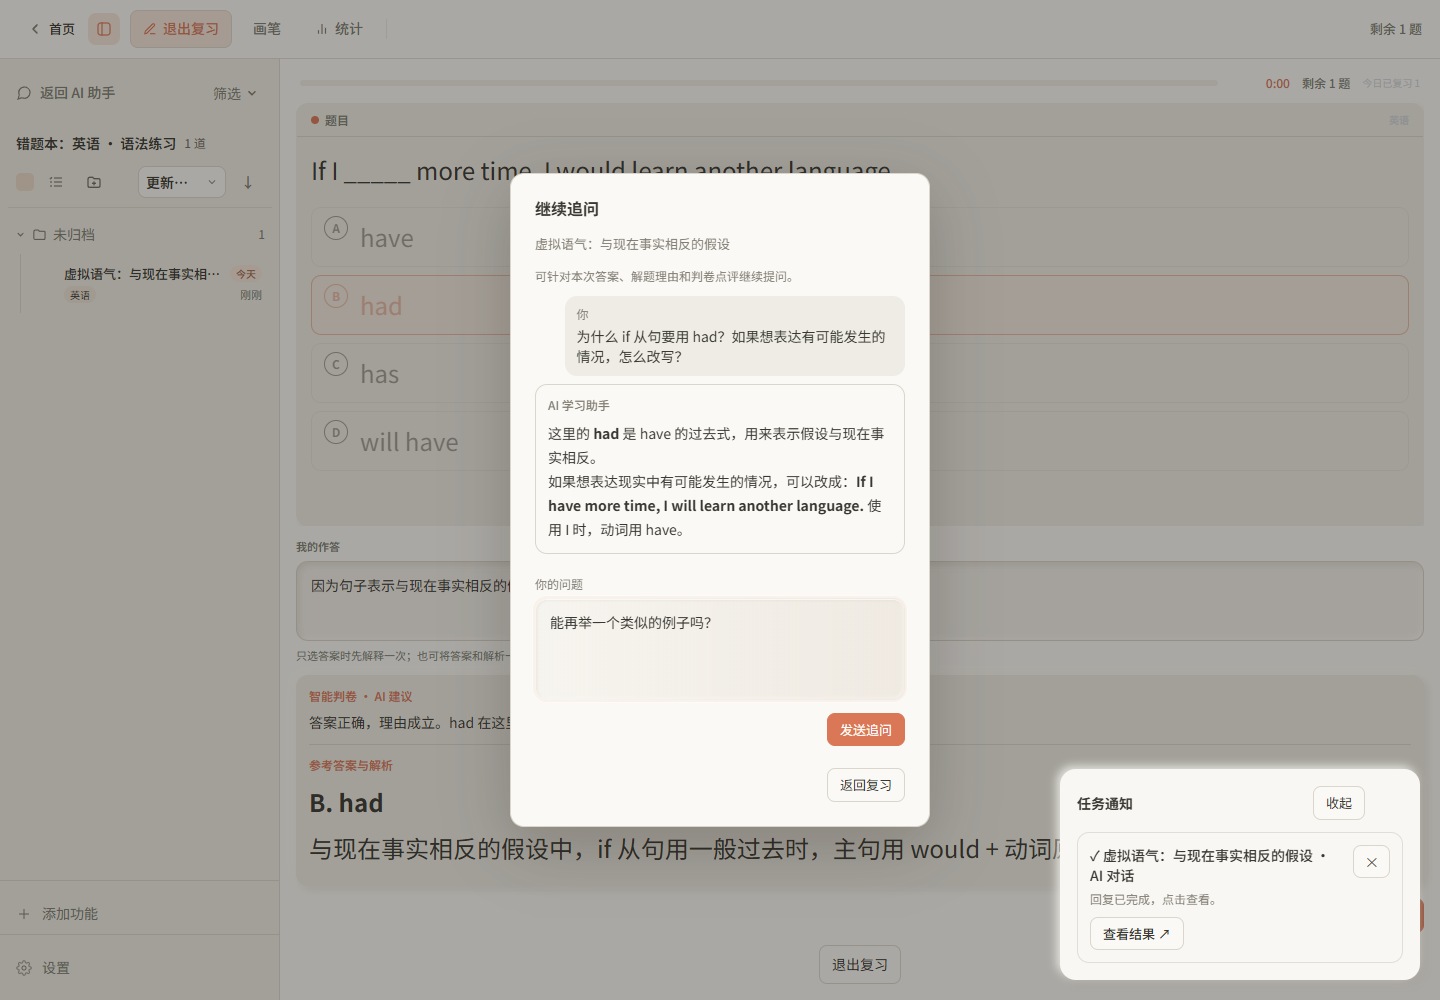 首页
退出复习
画笔
统计
剩余 1 题
返回 AI 助手
筛选
错题本：英语 · 语法练习 1 道
更新…
未归档 1
虚拟语气：与现在事实相… 今天
英语 刚刚
添加功能
设置
0:00 剩余 1 题 今日已复习 1
题目
英语
If I _____ more time, I would learn another language.
A have
B had
C has
D will have
我的作答
因为句子表示与现在事实相反的
只选答案时先解释一次；也可将答案和解析一
智能判卷 · AI 建议
答案正确，理由成立。had 在这
参考答案与解析
B. had
与现在事实相反的假设中，if 从句用一般过去时，主句用 would + 动词
退出复习
继续追问
虚拟语气：与现在事实相反的假设
可针对本次答案、解题理由和判卷点评继续提问。
你
为什么 if 从句要用 had？如果想表达有可能发生的
情况，怎么改写？
AI 学习助手
这里的 had 是 have 的过去式，用来表示假设与现在事
实相反。
如果想表达现实中有可能发生的情况，可以改成：If I
have more time, I will learn another language. 使
用 I 时，动词用 have。
你的问题
能再举一个类似的例子吗？
发送追问
返回复习
任务通知
收起
✓ 虚拟语气：与现在事实相反的假设 ·
AI 对话
回复已完成，点击查看。
查看结果 ↗